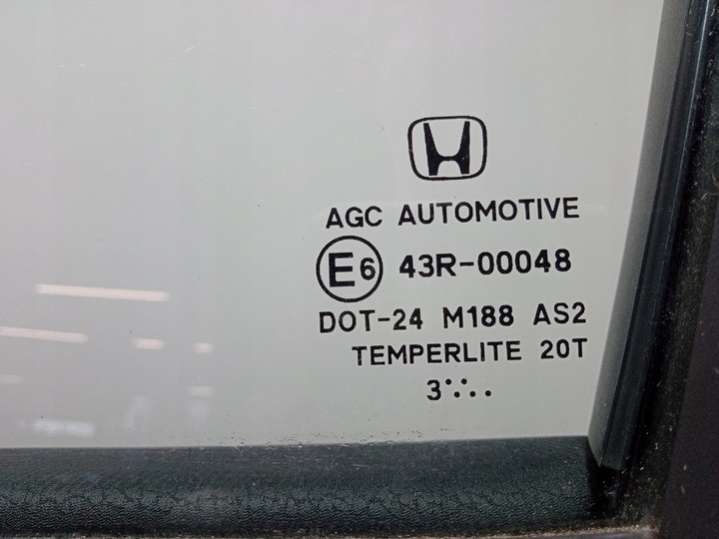 AGC AUTOMOTIVE
E6 43R-00048
DOT-24 M188 AS2
TEMPERLITE 20T
3••••••